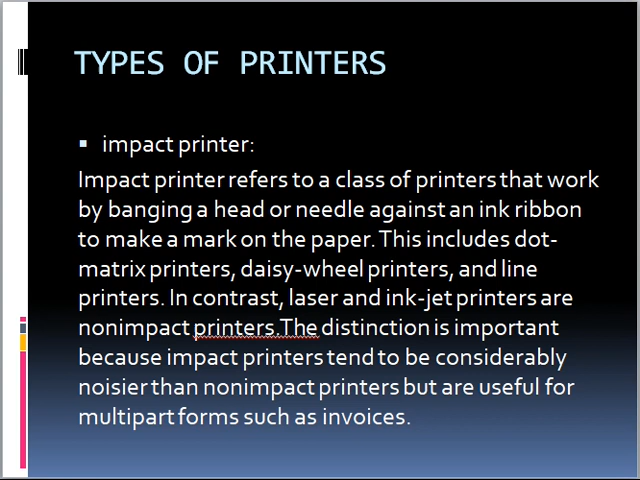 TYPES OF PRINTERS
▪ impact printer:
Impact printer refers to a class of printers that work
by banging a head or needle against an ink ribbon
to make a mark on the paper. This includes dot-
matrix printers, daisy-wheel printers, and line
printers. In contrast, laser and ink-jet printers are
nonimpact printers.The distinction is important
because impact printers tend to be considerably
noisier than nonimpact printers but are useful for
multipart forms such as invoices.